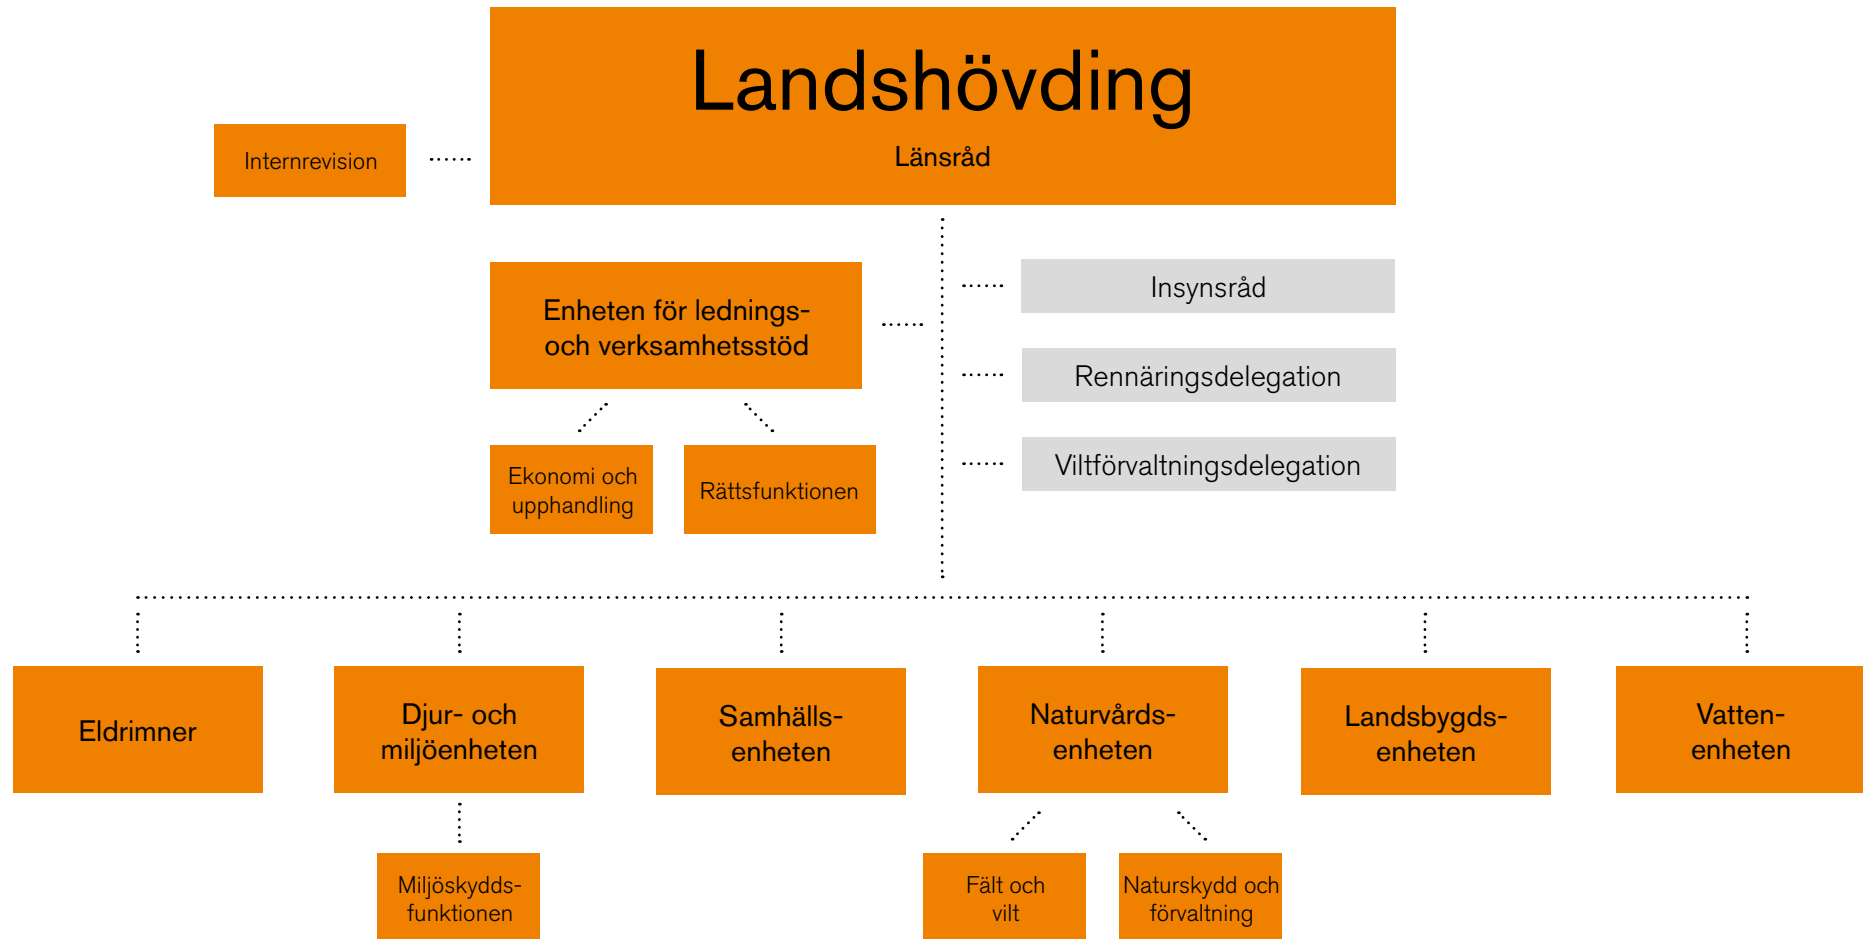 Landshövding
Länsråd
Internrevision
Enheten för lednings-
och verksamhetsstöd
Insynsråd
Rennäringsdelegation
Viltförvaltningsdelegation
Ekonomi och
upphandling
Rättsfunktionen
Eldrimner
Djur- och
miljöenheten
Samhälls-
enheten
Naturvårds-
enheten
Landsbygds-
enheten
Vatten-
enheten
Miljöskydds-
funktionen
Fält och
vilt
Naturskydd och
förvaltning